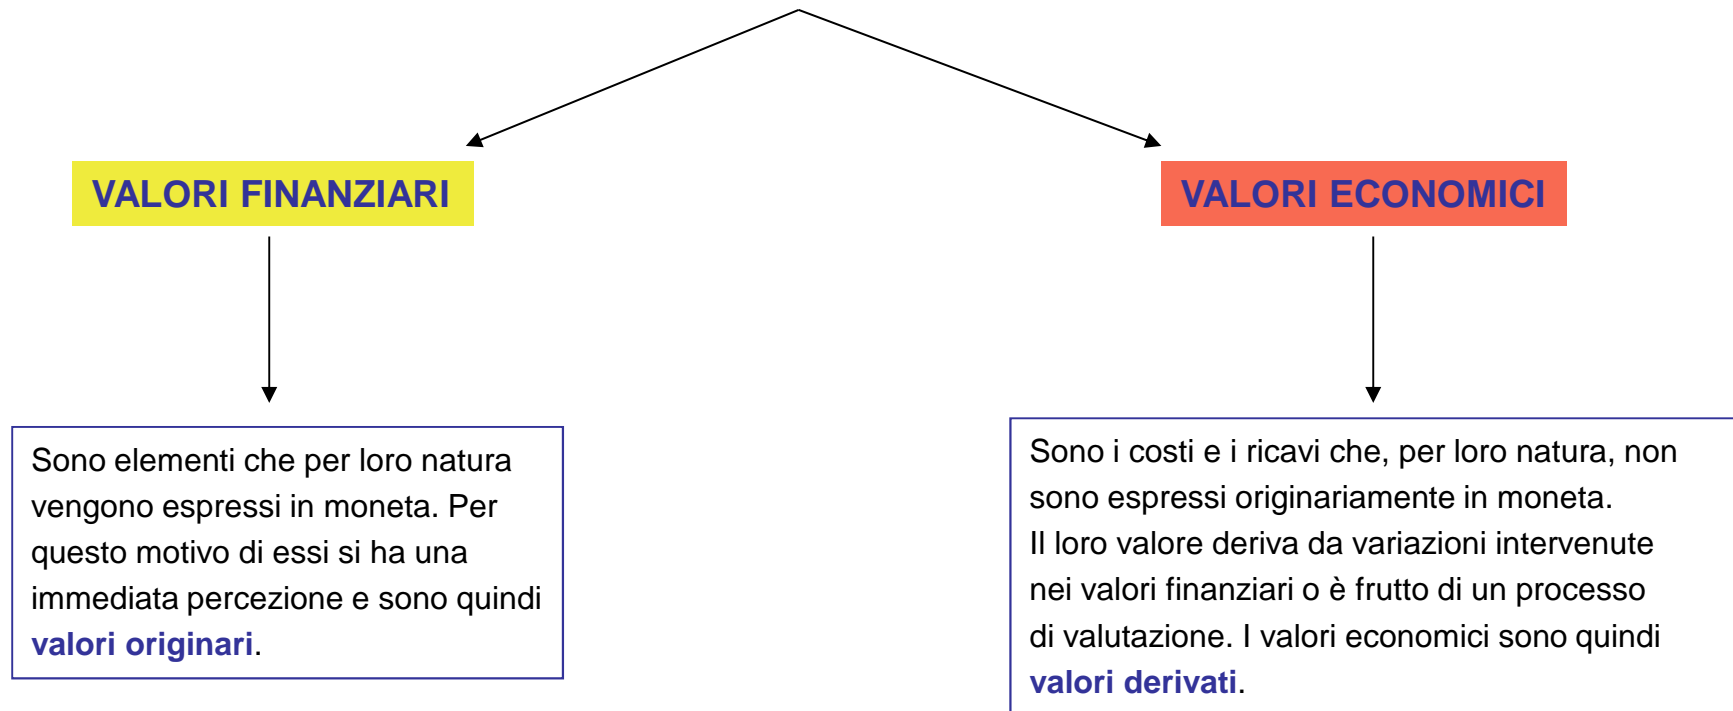 VALORI FINANZIARI
VALORI ECONOMICI
Sono elementi che per loro natura
vengono espressi in moneta. Per
questo motivo di essi si ha una
immediata percezione e sono quindi
valori originari.
Sono i costi e i ricavi che, per loro natura, non
sono espressi originariamente in moneta.
Il loro valore deriva da variazioni intervenute
nei valori finanziari o è frutto di un processo
di valutazione. I valori economici sono quindi
valori derivati.